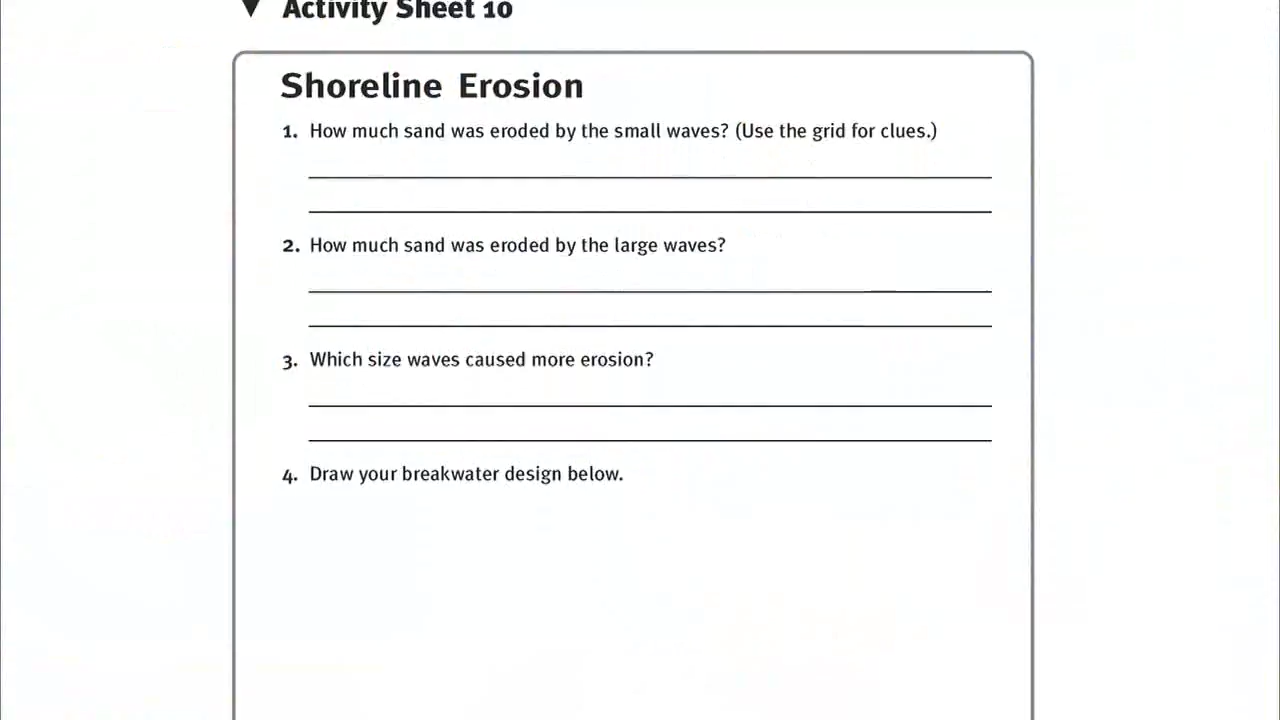 ▼ Activity Sheet 10
Shoreline Erosion
1. How much sand was eroded by the small waves? (Use the grid for clues.)
2. How much sand was eroded by the large waves?
3. Which size waves caused more erosion?
4. Draw your breakwater design below.